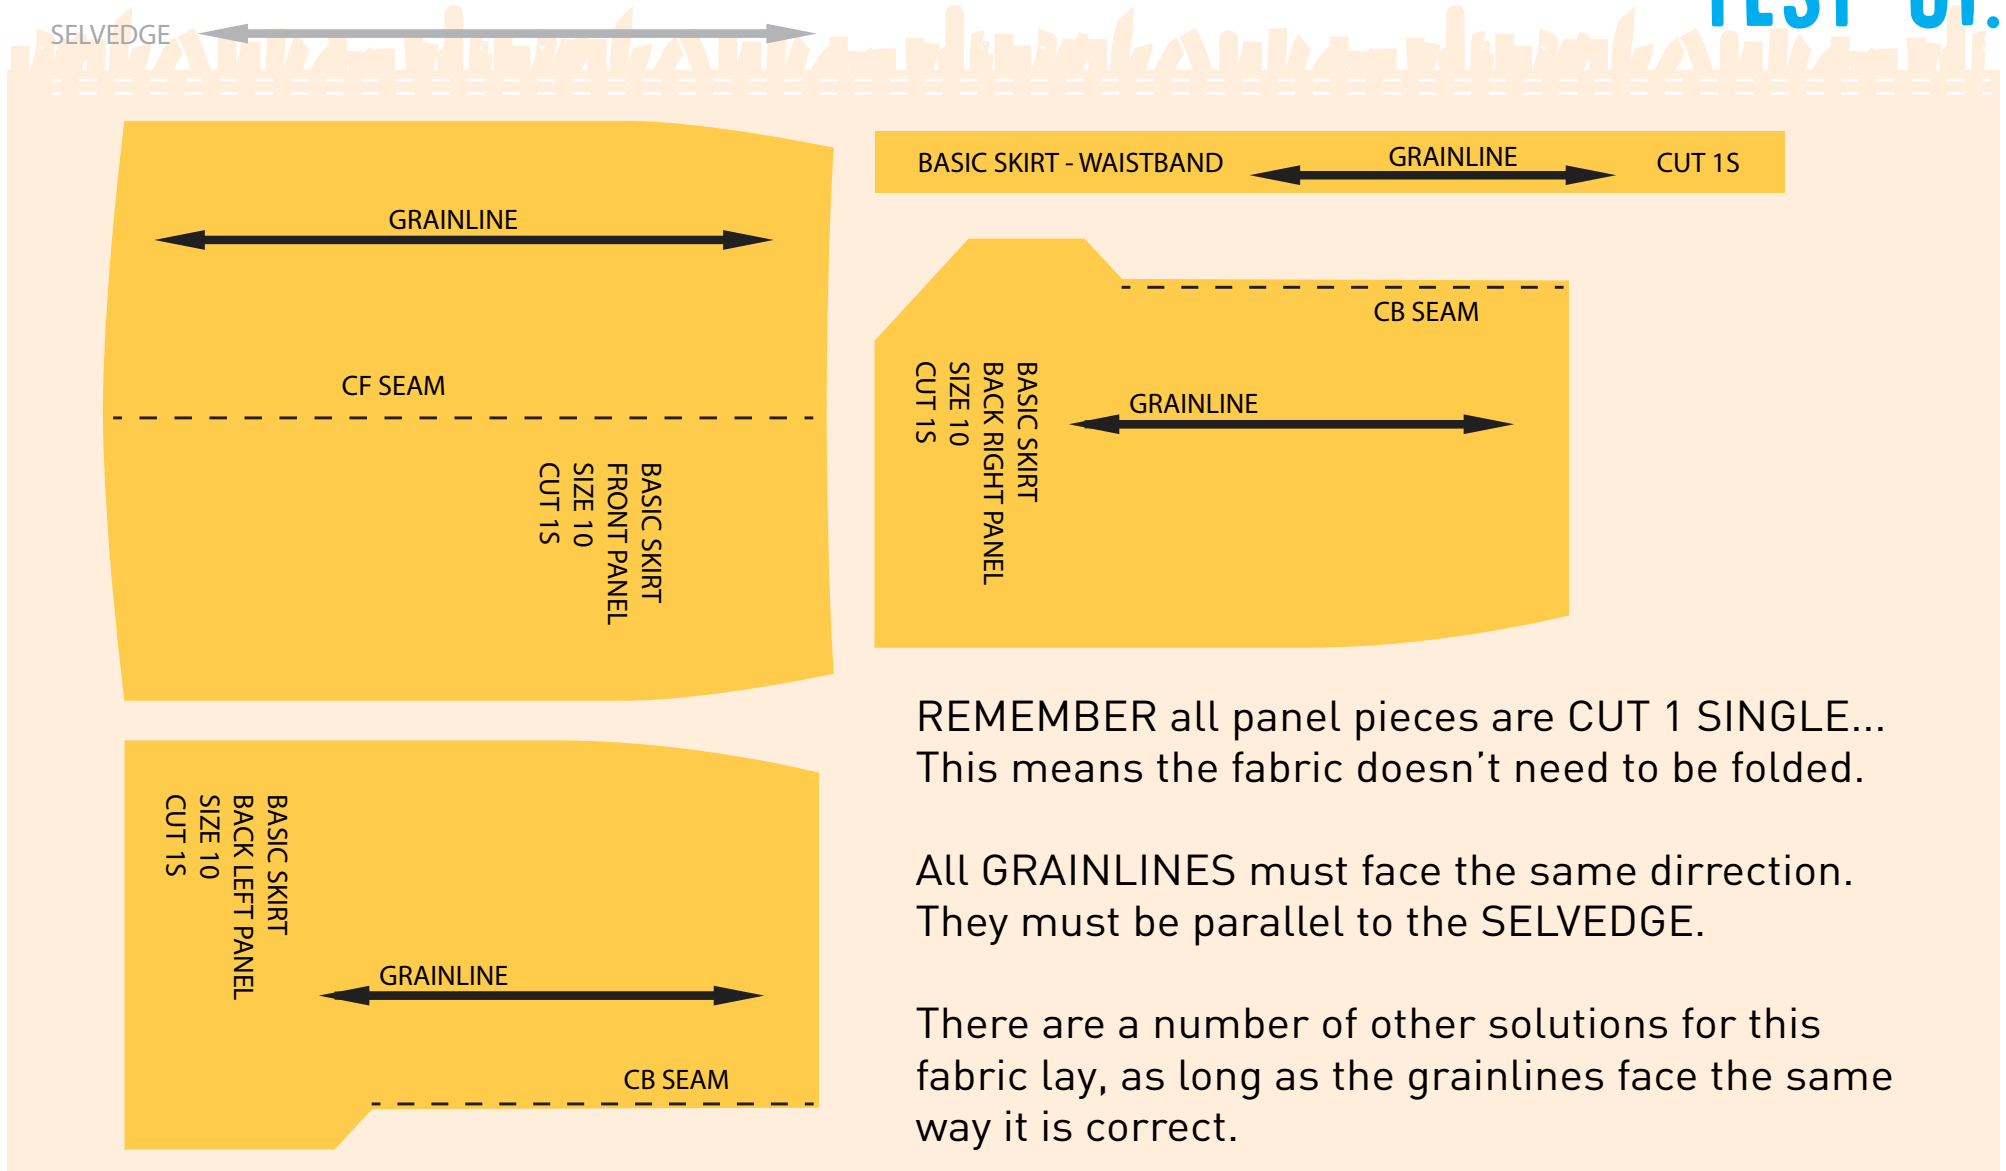 SELVEDGE
GRAINLINE
CF SEAM
BASIC SKIRT
FRONT PANEL
SIZE 10
CUT 1S
BASIC SKIRT - WAISTBAND
GRAINLINE
CUT 1S
CB SEAM
GRAINLINE
BASIC SKIRT
BACK RIGHT PANEL
SIZE 10
CUT 1S
BASIC SKIRT
BACK LEFT PANEL
SIZE 10
CUT 1S
GRAINLINE
CB SEAM
REMEMBER all panel pieces are CUT 1 SINGLE...
This means the fabric doesn't need to be folded.
All GRAINLINES must face the same dirrection.
They must be parallel to the SELVEDGE.
There are a number of other solutions for this
fabric lay, as long as the grainlines face the same
way it is correct.